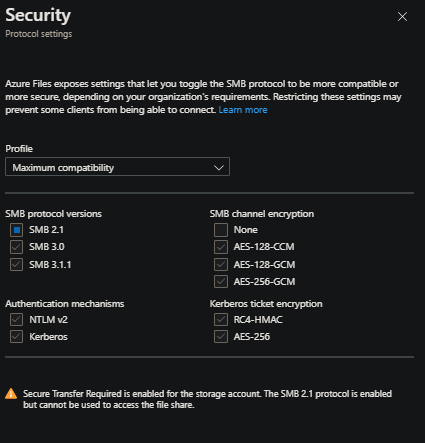 Security
Protocol settings
Azure Files exposes settings that let you toggle the SMB protocol to be more compatible or
more secure, depending on your organization's requirements. Restricting these settings may
prevent some clients from being able to connect. Learn more
Profile
Maximum compatibility
SMB protocol versions
SMB 2.1
SMB 3.0
SMB 3.1.1
SMB channel encryption
None
AES-128-CCM
AES-128-GCM
AES-256-GCM
Authentication mechanisms
NTLM v2
Kerberos
Kerberos ticket encryption
RC4-HMAC
AES-256
Secure Transfer Required is enabled for the storage account. The SMB 2.1 protocol is enabled
but cannot be used to access the file share.